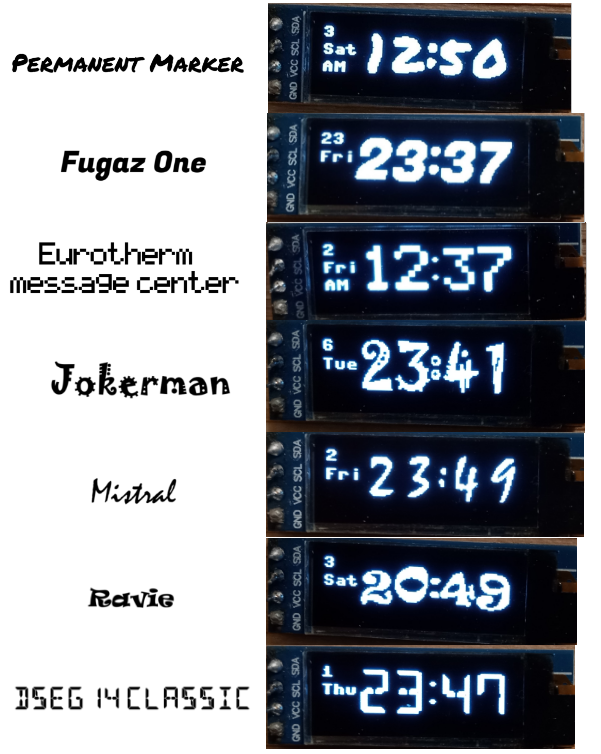 PERMANENT MARKER
GND VCC SCL SDA
3
Sat
AM
12:50
Fugaz One
GND VCC SCL SDA
23
Fri
23:37
Eurotherm
message center
GND VCC SCL SDA
2
Fri
AM
12:37
Jokerman
GND VCC SCL SDA
6
Tue
23:41
Mistral
GND VCC SCL SDA
2
Fri
23:49
Ravie
GND VCC SCL SDA
3
Sat
20:49
DSEG 14 CLASSIC
GND VCC SCL SDA
1
Thu
23:47